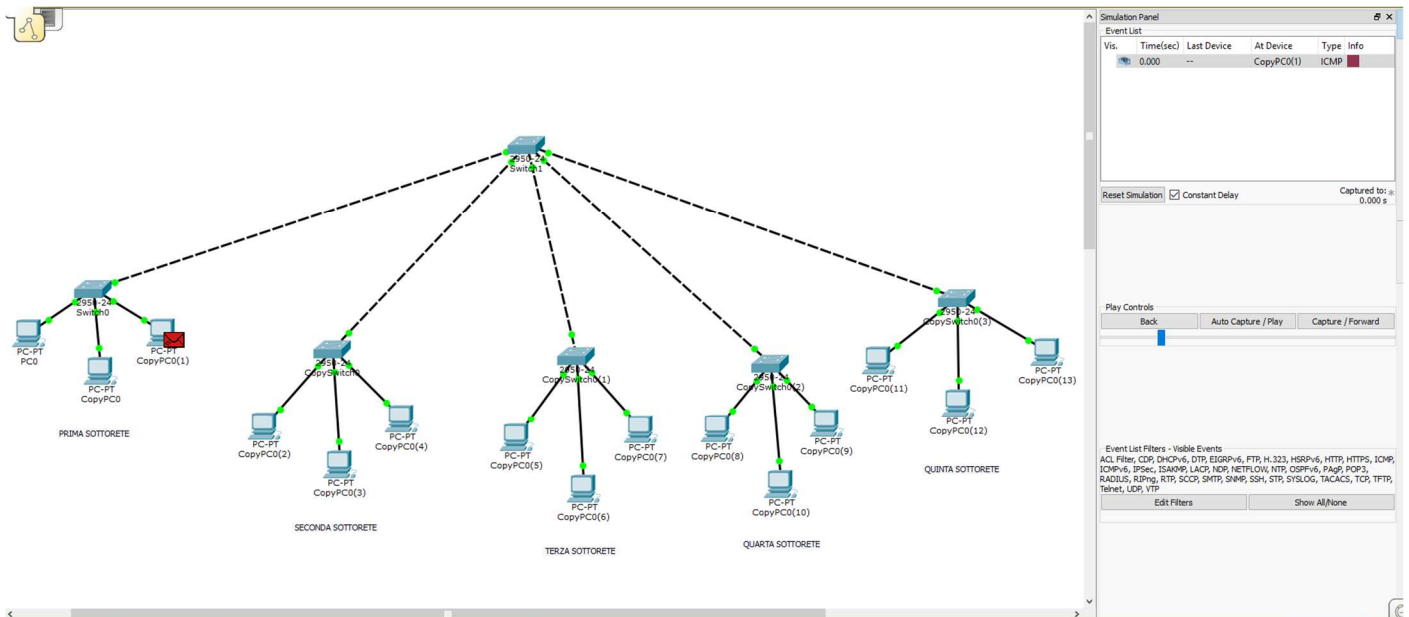 Simulation Panel
Event List
Vis. Time(sec) Last Device At Device Type Info
0.000 -- CopyPC0(1) ICMP
Reset Simulation Constant Delay
Captured to: *
0.000 s
Play Controls
Back Auto Capture / Play Capture / Forward
Event List Filters - Visible Events
ACL Filter, CDP, DHCPv6, DTP, EIGRPv6, FTP, H.323, HSRPv6, HTTP, HTTPS, ICMP,
ICMPv6, IPSec, ISAKMP, LACP, NDP, NETFLOW, NTP, OSPFv6, PAgP, POP3,
RADIUS, RIPng, RTP, SCCP, SMTP, SNMP, SSH, STP, SYSLOG, TACACS, TCP, TFTP,
Telnet, UDP, VTP
Edit Filters Show All/None
2950-24
Switch1
2950-24
Switch0
PC-PT
PC0
PC-PT
CopyPC0
PC-PT
CopyPC0(1)
PRIMA SOTTORETE
2950-24
CopySwitch0
PC-PT
CopyPC0(2)
PC-PT
CopyPC0(3)
PC-PT
CopyPC0(4)
SECONDA SOTTORETE
2950-24
CopySwitch0(1)
PC-PT
CopyPC0(5)
PC-PT
CopyPC0(6)
PC-PT
CopyPC0(7)
TERZA SOTTORETE
2950-24
CopySwitch0(2)
PC-PT
CopyPC0(8)
PC-PT
CopyPC0(10)
PC-PT
CopyPC0(9)
QUARTA SOTTORETE
2950-24
CopySwitch0(3)
PC-PT
CopyPC0(11)
PC-PT
CopyPC0(12)
PC-PT
CopyPC0(13)
QUINTA SOTTORETE